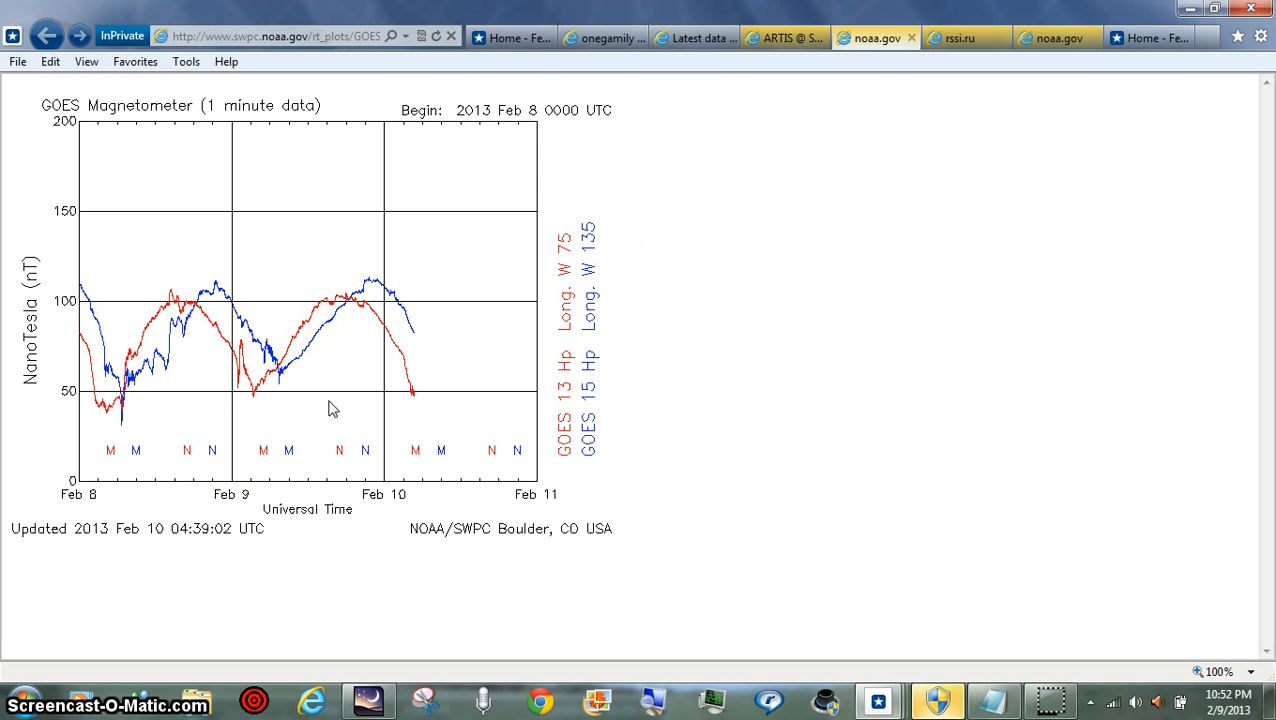 InPrivate
http://www.swpc.noaa.gov/rt_plots/GOES
Home - Fe...
onegamily ...
Latest data ...
ARTIS @ S...
noaa.gov
rssi.ru
noaa.gov
Home - Fe...
File Edit View Favorites Tools Help
GOES Magnetometer (1 minute data)
Begin: 2013 Feb 8 0000 UTC
200
150
100
50
0
NanoTesla (nT)
M M N N M M N N M M N N
Feb 8 Feb 9 Feb 10 Feb 11
Universal Time
GOES 13 Hp Long. W 75
GOES 15 Hp Long. W 135
Updated 2013 Feb 10 04:39:02 UTC
NOAA/SWPC Boulder, CO USA
100%
Screencast-O-Matic.com
10:52 PM
2/9/2013